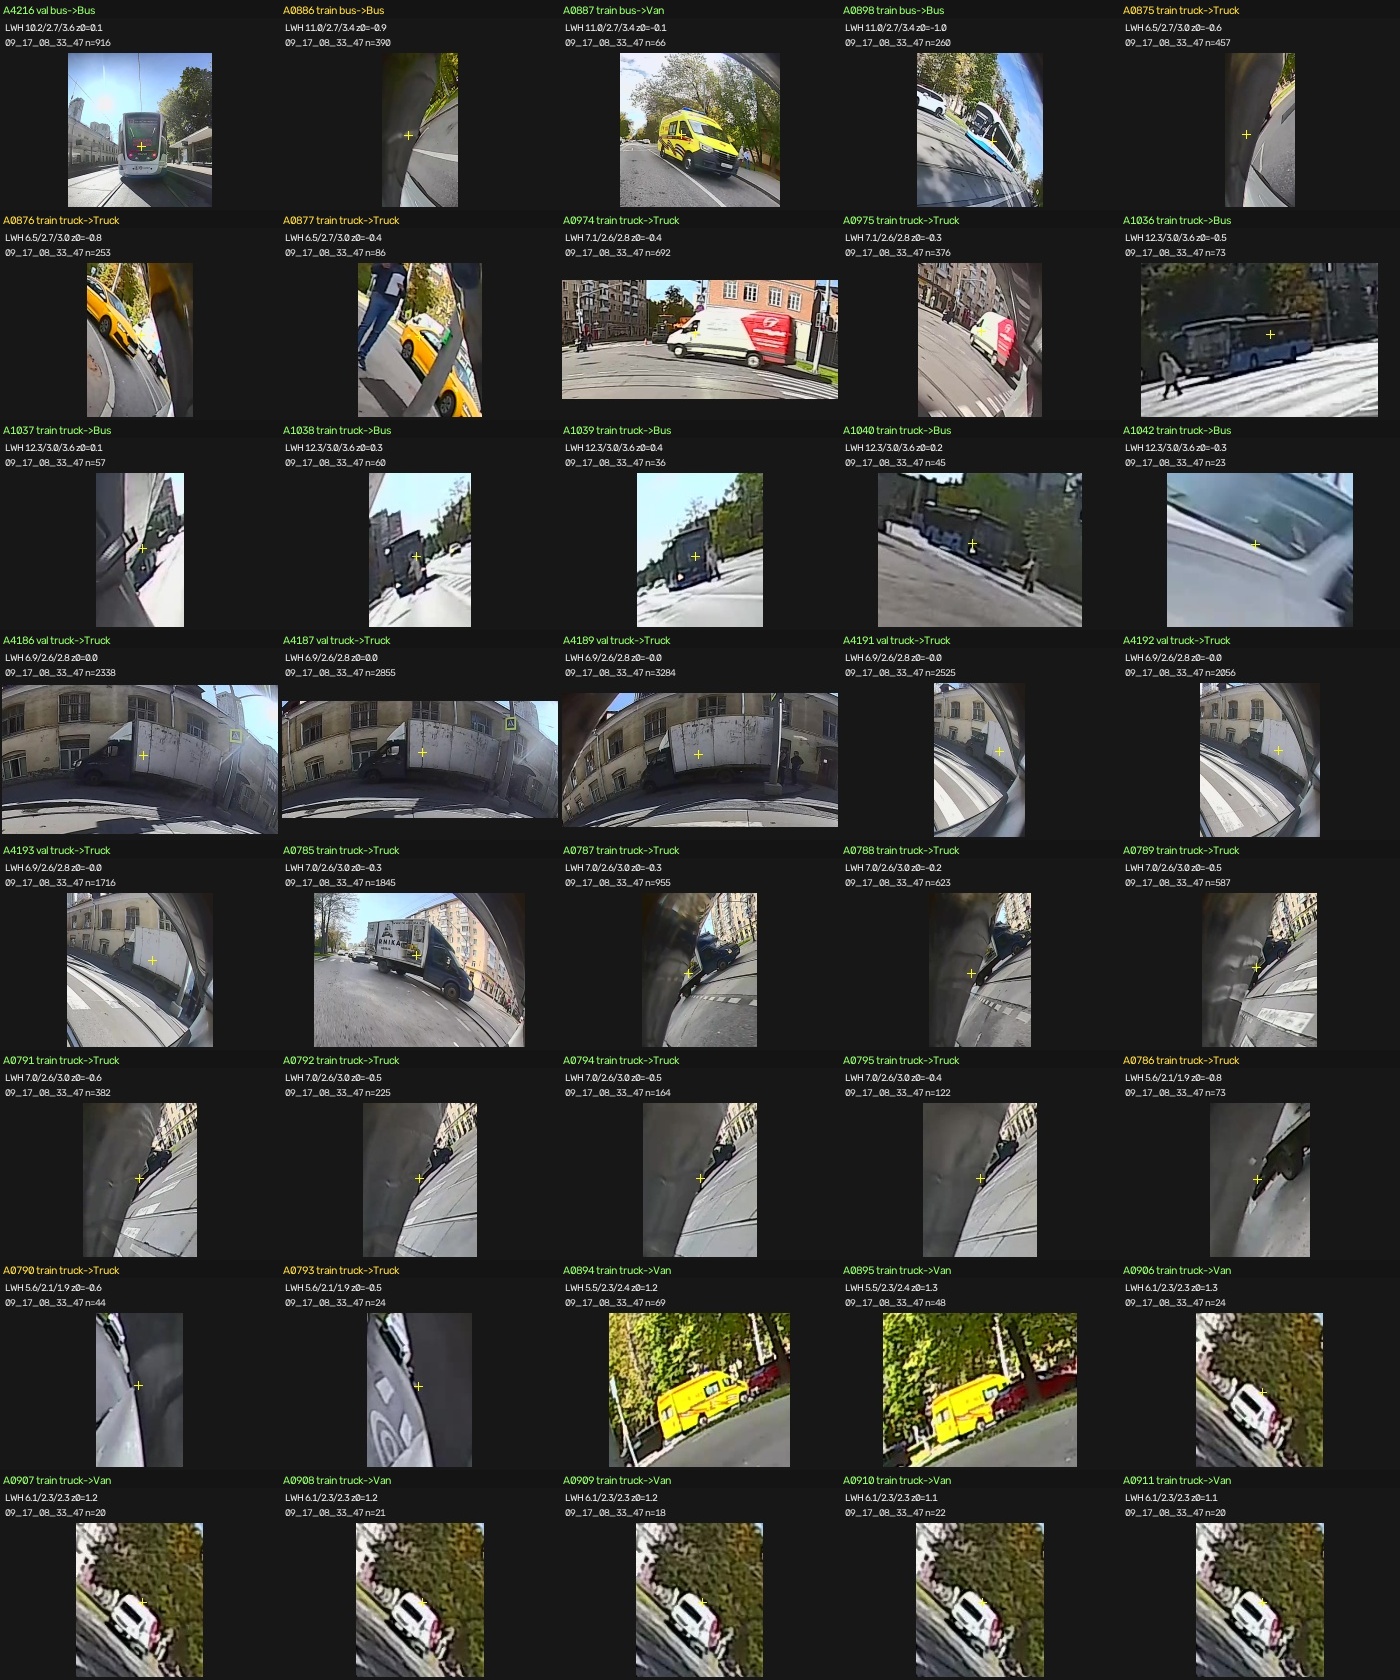 A4216 val bus->Bus
LWH 10.2/2.7/3.6 z0=0.1
09_17_08_33_47 n=916
A0886 train bus->Bus
LWH 11.0/2.7/3.4 z0=-0.9
09_17_08_33_47 n=390
A0887 train bus->Van
LWH 11.0/2.7/3.4 z0=-0.1
09_17_08_33_47 n=66
A0898 train bus->Bus
LWH 11.0/2.7/3.4 z0=-1.0
09_17_08_33_47 n=260
A0875 train truck->Truck
LWH 6.5/2.7/3.0 z0=-0.6
09_17_08_33_47 n=457
A0876 train truck->Truck
LWH 6.5/2.7/3.0 z0=-0.8
09_17_08_33_47 n=253
A0877 train truck->Truck
LWH 6.5/2.7/3.0 z0=-0.4
09_17_08_33_47 n=86
A0974 train truck->Truck
LWH 7.1/2.6/2.8 z0=-0.4
09_17_08_33_47 n=692
A0975 train truck->Truck
LWH 7.1/2.6/2.8 z0=-0.3
09_17_08_33_47 n=376
A1036 train truck->Bus
LWH 12.3/3.0/3.6 z0=-0.5
09_17_08_33_47 n=73
A1037 train truck->Bus
LWH 12.3/3.0/3.6 z0=0.1
09_17_08_33_47 n=57
A1038 train truck->Bus
LWH 12.3/3.0/3.6 z0=0.3
09_17_08_33_47 n=60
A1039 train truck->Bus
LWH 12.3/3.0/3.6 z0=0.4
09_17_08_33_47 n=36
A1040 train truck->Bus
LWH 12.3/3.0/3.6 z0=0.2
09_17_08_33_47 n=45
A1042 train truck->Bus
LWH 12.3/3.0/3.6 z0=-0.3
09_17_08_33_47 n=23
A4186 val truck->Truck
LWH 6.9/2.6/2.8 z0=0.0
09_17_08_33_47 n=2338
A4187 val truck->Truck
LWH 6.9/2.6/2.8 z0=0.0
09_17_08_33_47 n=2855
A4189 val truck->Truck
LWH 6.9/2.6/2.8 z0=-0.0
09_17_08_33_47 n=3284
A4191 val truck->Truck
LWH 6.9/2.6/2.8 z0=-0.0
09_17_08_33_47 n=2525
A4192 val truck->Truck
LWH 6.9/2.6/2.8 z0=-0.0
09_17_08_33_47 n=2056
A4193 val truck->Truck
LWH 6.9/2.6/2.8 z0=-0.0
09_17_08_33_47 n=1716
A0785 train truck->Truck
LWH 7.0/2.6/3.0 z0=-0.3
09_17_08_33_47 n=1845
RNIKA
A0787 train truck->Truck
LWH 7.0/2.6/3.0 z0=-0.3
09_17_08_33_47 n=955
A0788 train truck->Truck
LWH 7.0/2.6/3.0 z0=-0.2
09_17_08_33_47 n=623
A0789 train truck->Truck
LWH 7.0/2.6/3.0 z0=-0.5
09_17_08_33_47 n=587
A0791 train truck->Truck
LWH 7.0/2.6/3.0 z0=-0.6
09_17_08_33_47 n=382
A0792 train truck->Truck
LWH 7.0/2.6/3.0 z0=-0.5
09_17_08_33_47 n=225
A0794 train truck->Truck
LWH 7.0/2.6/3.0 z0=-0.5
09_17_08_33_47 n=164
A0795 train truck->Truck
LWH 7.0/2.6/3.0 z0=-0.4
09_17_08_33_47 n=122
A0786 train truck->Truck
LWH 5.6/2.1/1.9 z0=-0.8
09_17_08_33_47 n=73
A0790 train truck->Truck
LWH 5.6/2.1/1.9 z0=-0.6
09_17_08_33_47 n=44
A0793 train truck->Truck
LWH 5.6/2.1/1.9 z0=-0.5
09_17_08_33_47 n=24
A0894 train truck->Van
LWH 5.5/2.3/2.4 z0=1.2
09_17_08_33_47 n=69
A0895 train truck->Van
LWH 5.5/2.3/2.4 z0=1.3
09_17_08_33_47 n=48
A0906 train truck->Van
LWH 6.1/2.3/2.3 z0=1.3
09_17_08_33_47 n=24
A0907 train truck->Van
LWH 6.1/2.3/2.3 z0=1.2
09_17_08_33_47 n=20
A0908 train truck->Van
LWH 6.1/2.3/2.3 z0=1.2
09_17_08_33_47 n=21
A0909 train truck->Van
LWH 6.1/2.3/2.3 z0=1.2
09_17_08_33_47 n=18
A0910 train truck->Van
LWH 6.1/2.3/2.3 z0=1.1
09_17_08_33_47 n=22
A0911 train truck->Van
LWH 6.1/2.3/2.3 z0=1.1
09_17_08_33_47 n=20